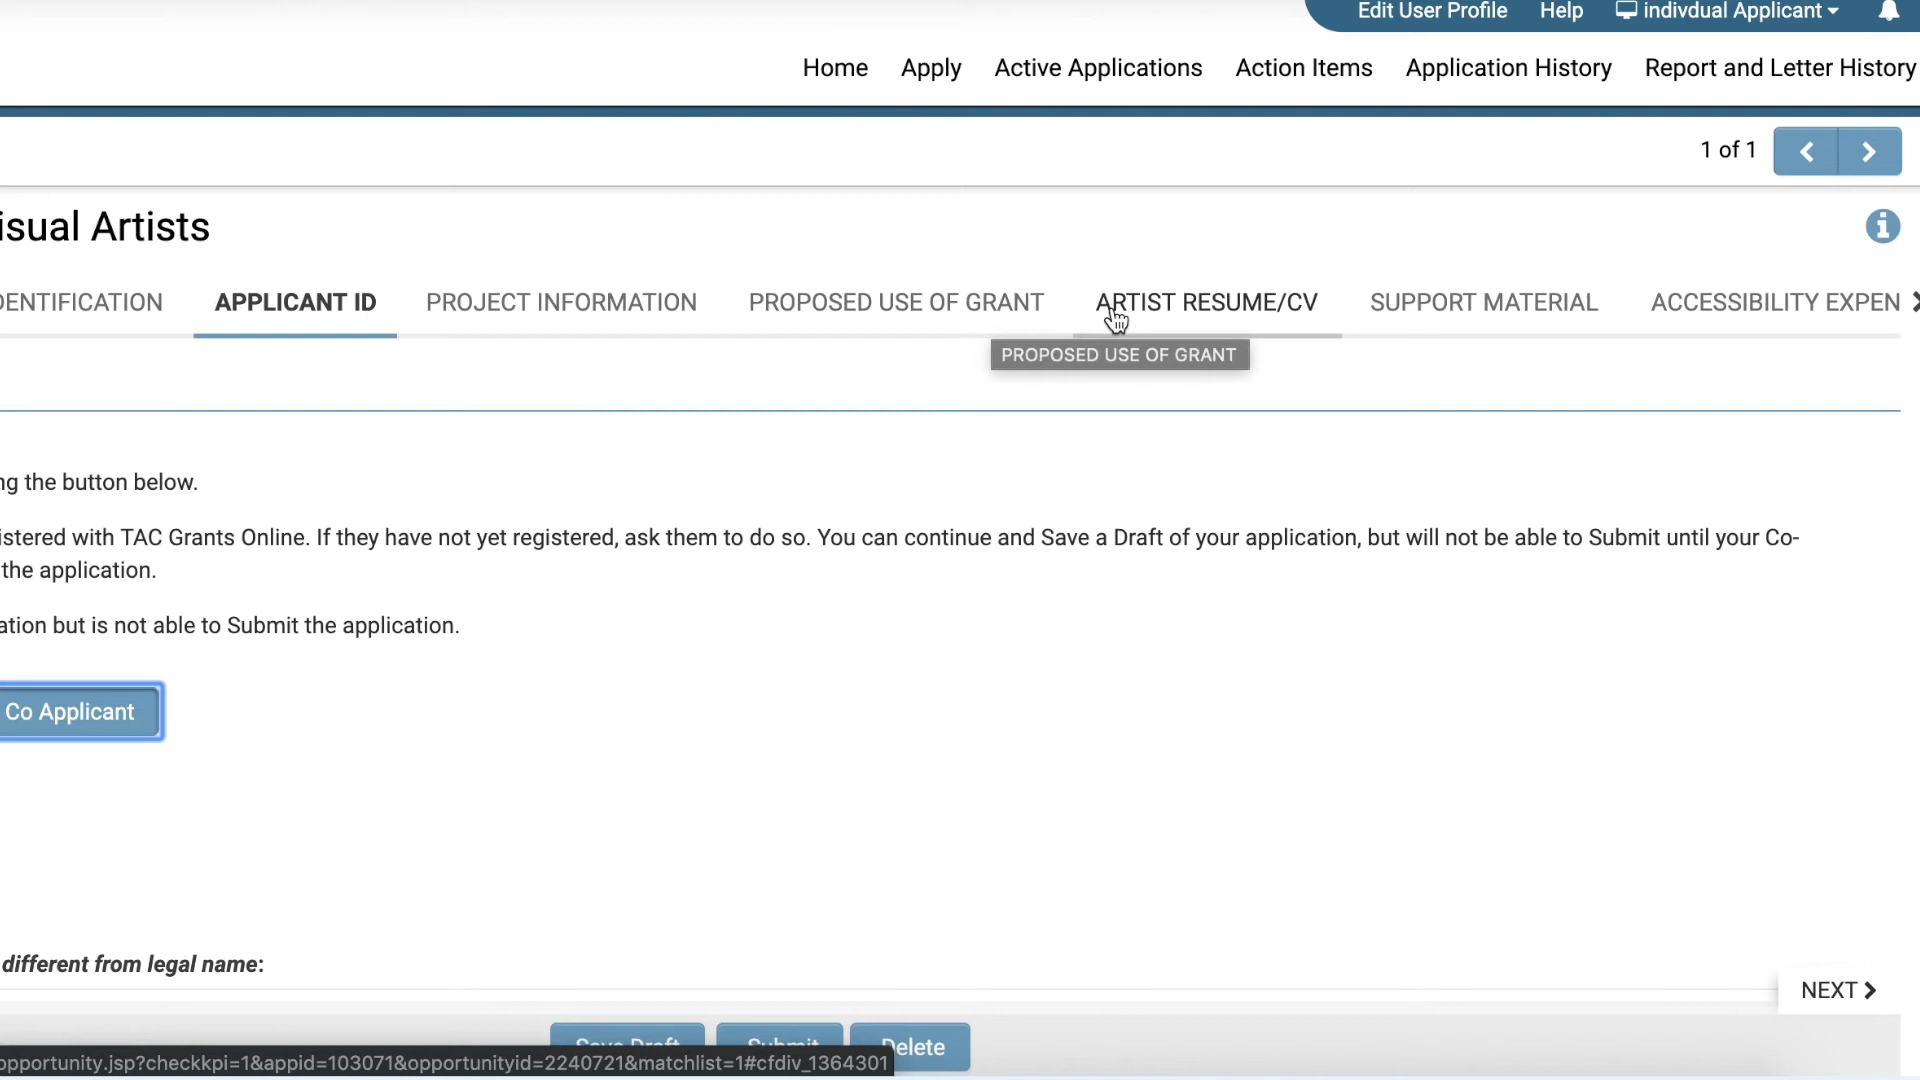 Edit User Profile Help indivdual Applicant
Home Apply Active Applications Action Items Application History Report and Letter History
1 of 1
isual Artists
DENTIFICATION APPLICANT ID PROJECT INFORMATION PROPOSED USE OF GRANT ARTIST RESUME/CV SUPPORT MATERIAL ACCESSIBILITY EXPEN
PROPOSED USE OF GRANT
ng the button below.
istered with TAC Grants Online. If they have not yet registered, ask them to do so. You can continue and Save a Draft of your application, but will not be able to Submit until your Co-
the application.
ation but is not able to Submit the application.
Co Applicant
different from legal name:
NEXT
Save Draft Submit Delete
opportunity.jsp?checkkpi=1&appid=103071&opportunityid=2240721&matchlist=1#cfdiv_1364301